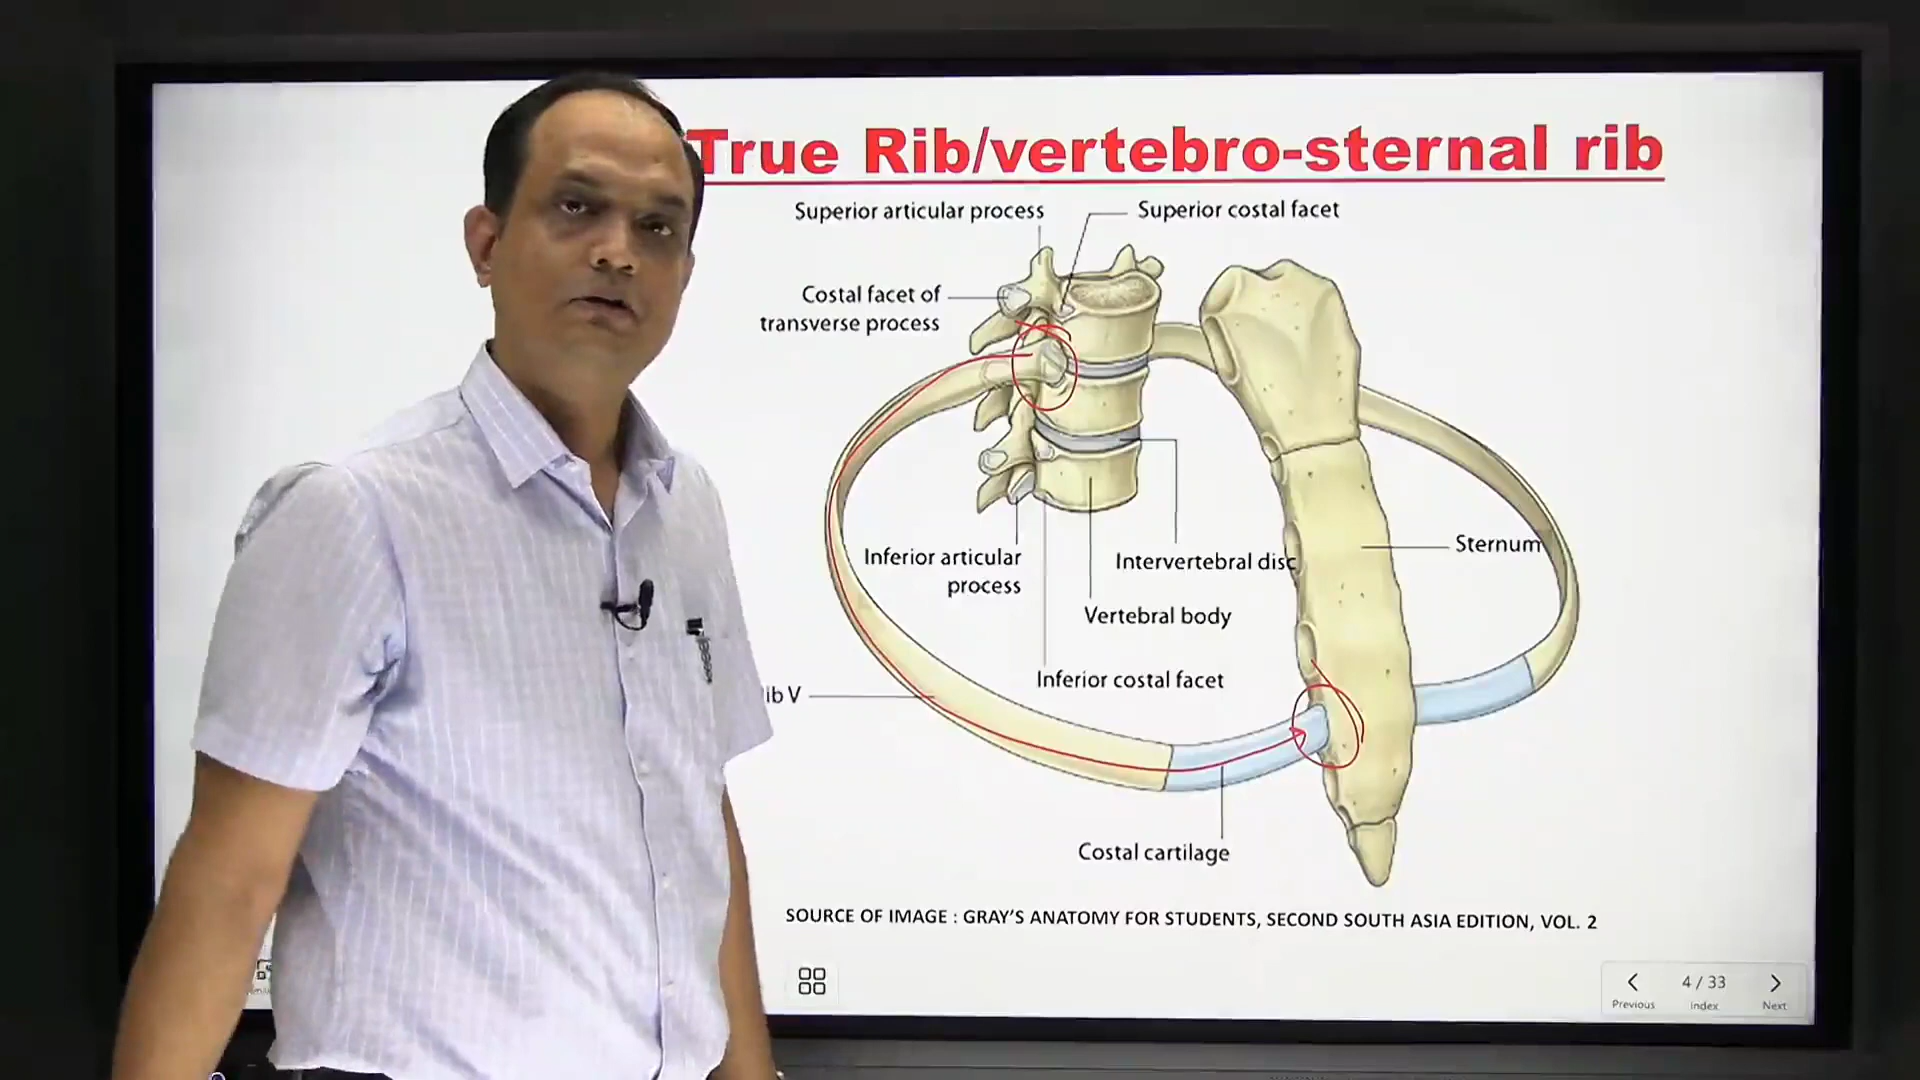 True Rib/vertebro-sternal rib
Superior articular process
Superior costal facet
Costal facet of
transverse process
Inferior articular
process
Intervertebral disc
Sternum
Vertebral body
Inferior costal facet
ib V
Costal cartilage
SOURCE OF IMAGE : GRAY'S ANATOMY FOR STUDENTS, SECOND SOUTH ASIA EDITION, VOL. 2
4 / 33
Previous
Index
Next